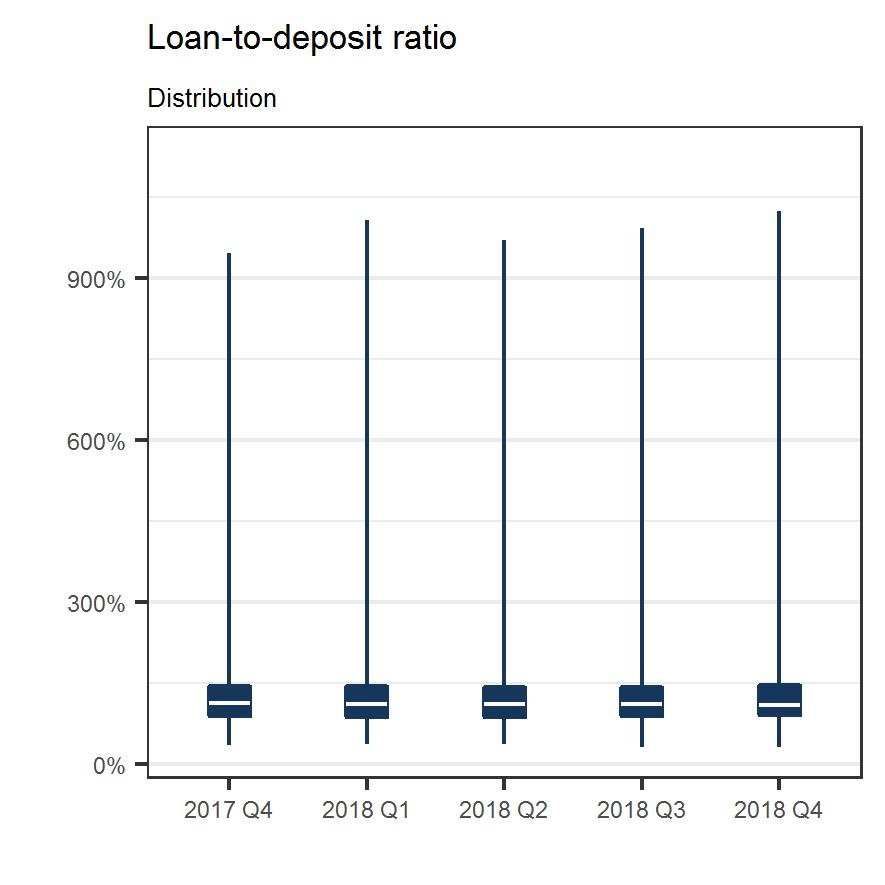 Loan-to-deposit ratio
Distribution
900%
600%
300%
0%
2017 Q4 2018 Q1 2018 Q2 2018 Q3 2018 Q4